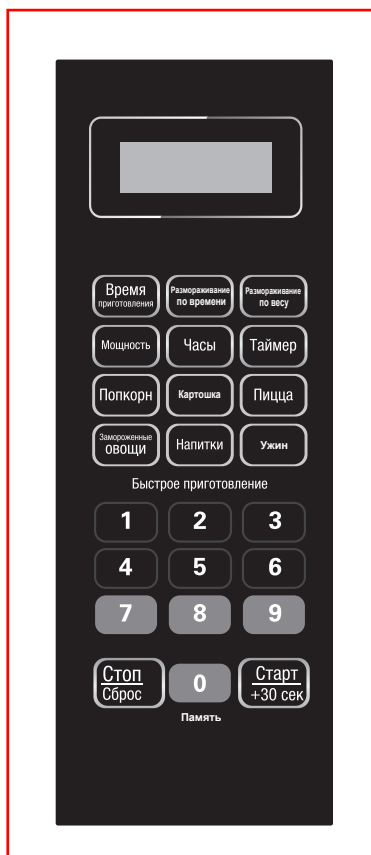 Время
приготовления
Размораживание
по времени
Размораживание
по весу
Мощность
Часы
Таймер
Попкорн
Картошка
Пицца
Замороженные
овощи
Напитки
Ужин
Быстрое приготовление
1 2 3
4 5 6
7 8 9
Стоп
Сброс
0
Старт
+30 сек
Память